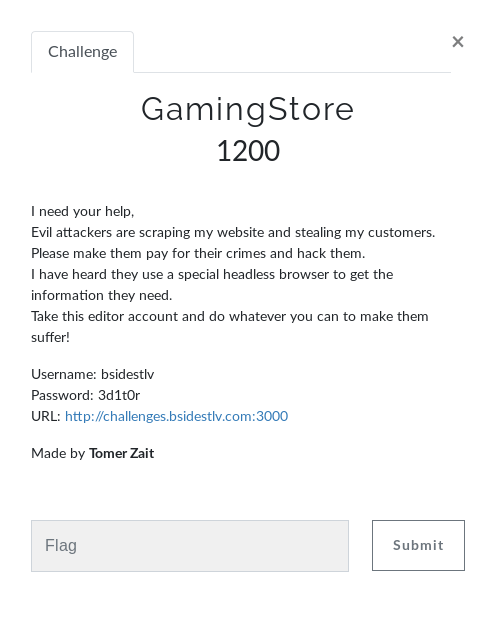 Challenge
×
GamingStore
1200
I need your help,
Evil attackers are scraping my website and stealing my customers.
Please make them pay for their crimes and hack them.
I have heard they use a special headless browser to get the
information they need.
Take this editor account and do whatever you can to make them
suffer!
Username: bsidestlv
Password: 3d1t0r
URL: http://challenges.bsidestlv.com:3000
Made by Tomer Zait
Flag
Submit